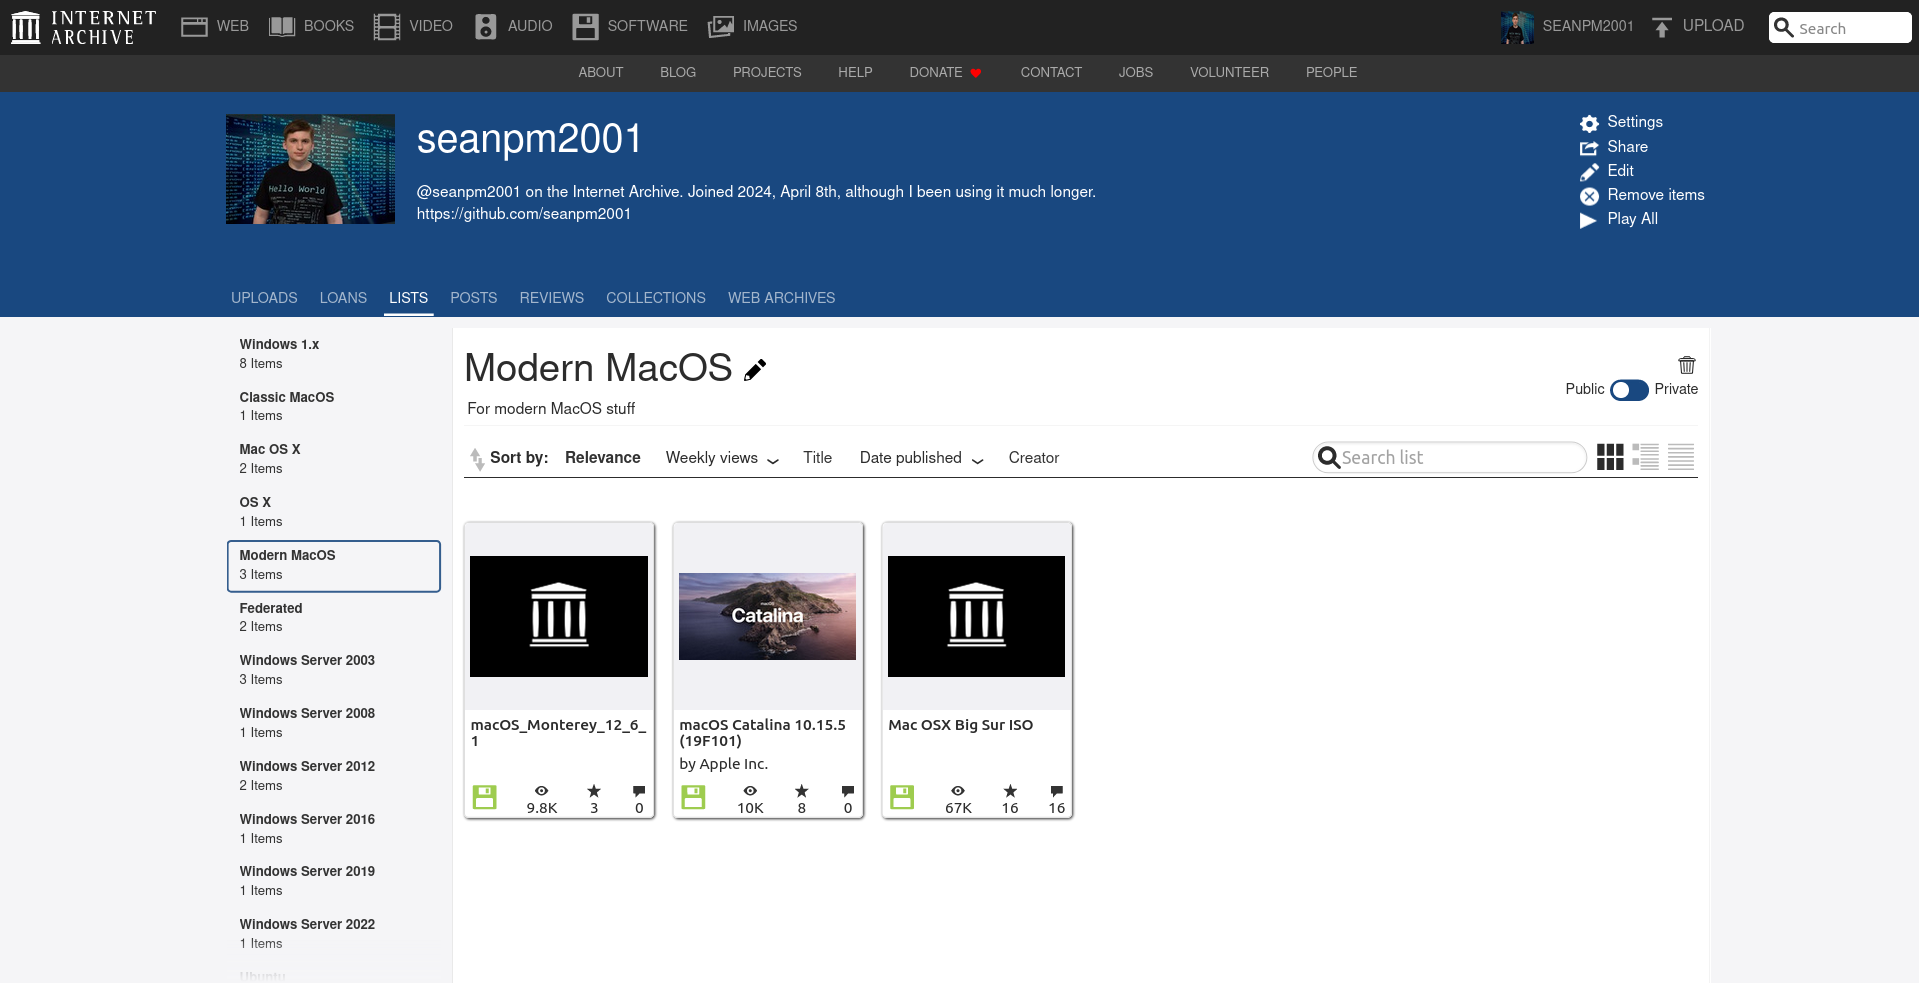 INTERNET ARCHIVE
WEB BOOKS VIDEO AUDIO SOFTWARE IMAGES SEANPM2001 UPLOAD Search
ABOUT BLOG PROJECTS HELP DONATE CONTACT JOBS VOLUNTEER PEOPLE
Hello World
seanpm2001
@seanpm2001 on the Internet Archive. Joined 2024, April 8th, although I been using it much longer.
https://github.com/seanpm2001
Settings
Share
Edit
Remove items
Play All
UPLOADS LOANS LISTS POSTS REVIEWS COLLECTIONS WEB ARCHIVES
Windows 1.x
8 Items
Classic MacOS
1 Items
Mac OS X
2 Items
OS X
1 Items
Modern MacOS
3 Items
Federated
2 Items
Windows Server 2003
3 Items
Windows Server 2008
1 Items
Windows Server 2012
2 Items
Windows Server 2016
1 Items
Windows Server 2019
1 Items
Windows Server 2022
1 Items
Ubuntu
Modern MacOS
For modern MacOS stuff
Public Private
Sort by: Relevance Weekly views Title Date published Creator
Search list
macOS_Monterey_12_6_
1
9.8K 3 0
macOS
Catalina
macOS Catalina 10.15.5
(19F101)
by Apple Inc.
10K 8 0
Mac OSX Big Sur ISO
67K 16 16